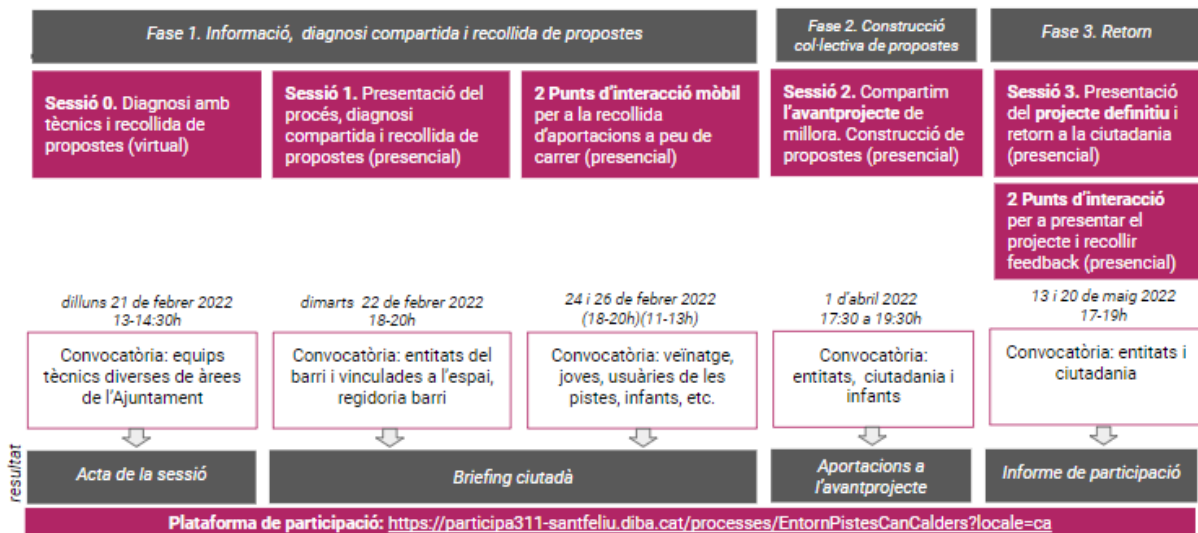 Fase 1. Informació, diagnosi compartida i recollida de propostes
Fase 2. Construcció
col·lectiva de propostes
Fase 3. Retorn
Sessió 0. Diagnosi amb
tècnics i recollida de
propostes (virtual)
Sessió 1. Presentació del
procés, diagnosi
compartida i recollida de
propostes (presencial)
2 Punts d'interacció mòbil
per a la recollida
d'aportacions a peu de
carrer (presencial)
Sessió 2. Compartim
l'avantprojecte de
millora. Construcció de
propostes (presencial)
Sessió 3. Presentació
del projecte definitiu i
retorn a la ciutadania
(presencial)
2 Punts d'interacció
per a presentar el
projecte i recollir
feedback (presencial)
dilluns 21 de febrer 2022
13-14:30h
dimarts 22 de febrer 2022
18-20h
24 i 26 de febrer 2022
(18-20h)(11-13h)
1 d'abril 2022
17:30 a 19:30h
13 i 20 de maig 2022
17-19h
Convocatòria: equips
tècnics diverses de àrees
de l'Ajuntament
Convocatòria: entitats del
barri i vinculades a l'espai,
regidoria barri
Convocatòria: veïnatge,
joves, usuàries de les
pistes, infants, etc.
Convocatòria:
entitats, ciutadania i
infants
Convocatòria: entitats i
ciutadania
resultat
Acta de la sessió
Briefing ciutadà
Aportacions a
l'avantprojecte
Informe de participació
Plataforma de participació: https://participa311-santfeliu.diba.cat/processes/EntornPistesCanCalders?locale=ca